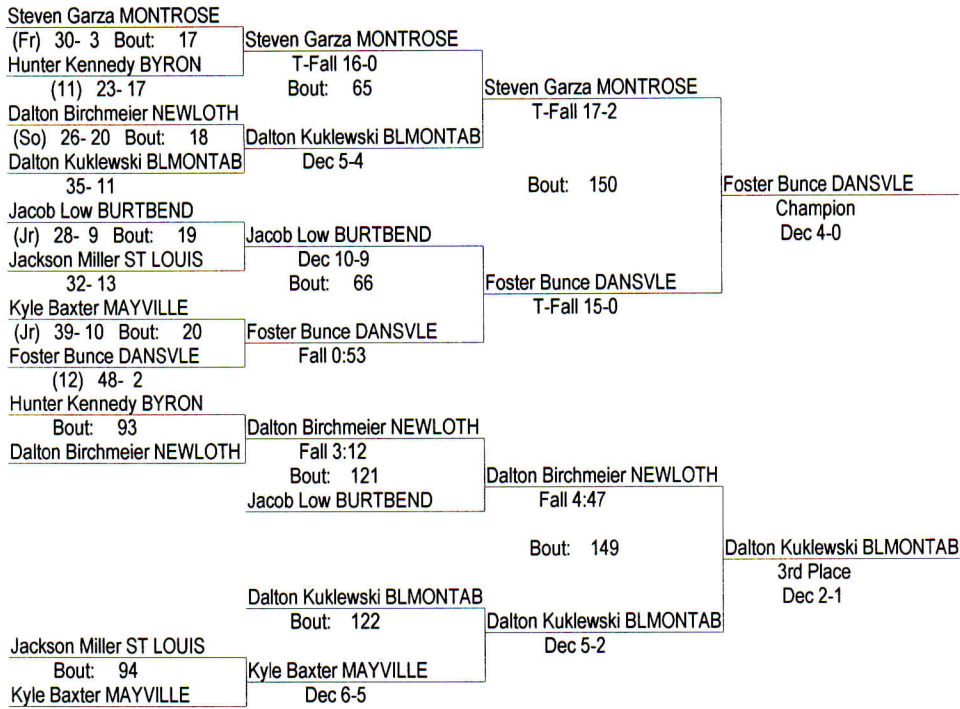 Steven Garza MONTROSE
(Fr) 30- 3 Bout: 17
Hunter Kennedy BYRON
(11) 23- 17
Dalton Birchmeier NEWLOTH
(So) 26- 20 Bout: 18
Dalton Kuklewski BLMONTAB
35- 11
Jacob Low BURTBEND
(Jr) 28- 9 Bout: 19
Jackson Miller ST LOUIS
32- 13
Kyle Baxter MAYVILLE
(Jr) 39- 10 Bout: 20
Foster Bunce DANSVLE
(12) 48- 2
Steven Garza MONTROSE
T-Fall 16-0
Bout: 65
Dalton Kuklewski BLMONTAB
Dec 5-4
Jacob Low BURTBEND
Dec 10-9
Bout: 66
Foster Bunce DANSVLE
Fall 0:53
Steven Garza MONTROSE
T-Fall 17-2
Bout: 150
Foster Bunce DANSVLE
T-Fall 15-0
Foster Bunce DANSVLE
Champion
Dec 4-0
Hunter Kennedy BYRON
Bout: 93
Dalton Birchmeier NEWLOTH
Dalton Birchmeier NEWLOTH
Fall 3:12
Bout: 121
Jacob Low BURTBEND
Dalton Birchmeier NEWLOTH
Fall 4:47
Bout: 149
Dalton Kuklewski BLMONTAB
3rd Place
Dec 2-1
Dalton Kuklewski BLMONTAB
Bout: 122
Dalton Kuklewski BLMONTAB
Dec 5-2
Jackson Miller ST LOUIS
Bout: 94
Kyle Baxter MAYVILLE
Kyle Baxter MAYVILLE
Dec 6-5